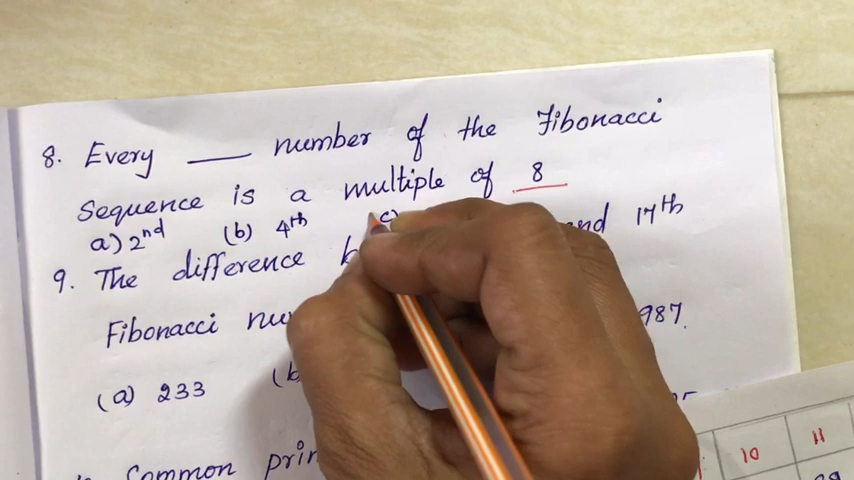 8. Every ___ number of the Fibonacci
Sequence is a multiple of 8
a) 2nd (b) 4th c)
9. The difference and 17th
Fibonacci 987.
(a) 233 (b
Common
10 11